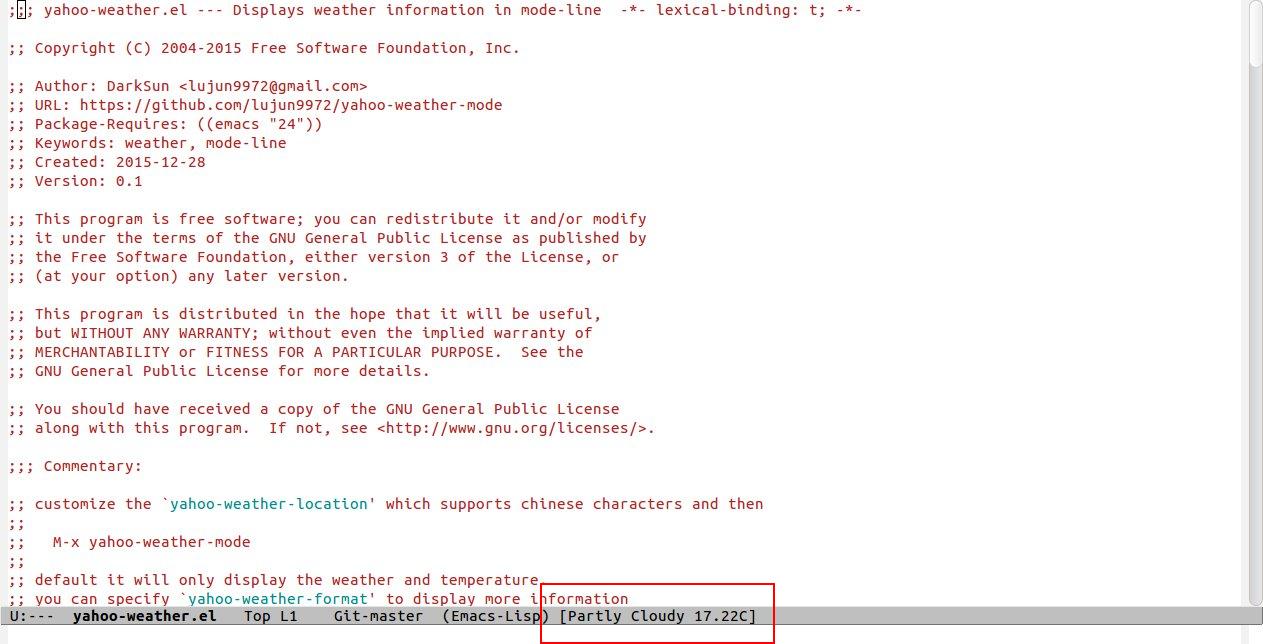 ;;; yahoo-weather.el --- Displays weather information in mode-line  -*- lexical-binding: t; -*-
;; Copyright (C) 2004-2015 Free Software Foundation, Inc.
;; Author: DarkSun <lujun9972@gmail.com>
;; URL: https://github.com/lujun9972/yahoo-weather-mode
;; Package-Requires: ((emacs "24"))
;; Keywords: weather, mode-line
;; Created: 2015-12-28
;; Version: 0.1
;; This program is free software; you can redistribute it and/or modify
;; it under the terms of the GNU General Public License as published by
;; the Free Software Foundation, either version 3 of the License, or
;; (at your option) any later version.
;; This program is distributed in the hope that it will be useful,
;; but WITHOUT ANY WARRANTY; without even the implied warranty of
;; MERCHANTABILITY or FITNESS FOR A PARTICULAR PURPOSE.  See the
;; GNU General Public License for more details.
;; You should have received a copy of the GNU General Public License
;; along with this program.  If not, see <http://www.gnu.org/licenses/>.
;;; Commentary:
;; customize the `yahoo-weather-location' which supports chinese characters and then
;;
;;   M-x yahoo-weather-mode
;;
;; default it will only display the weather and temperature.
;; you can specify `yahoo-weather-format' to display more information
U:---  yahoo-weather.el   Top L1    Git-master  (Emacs-Lisp) [Partly Cloudy 17.22C]